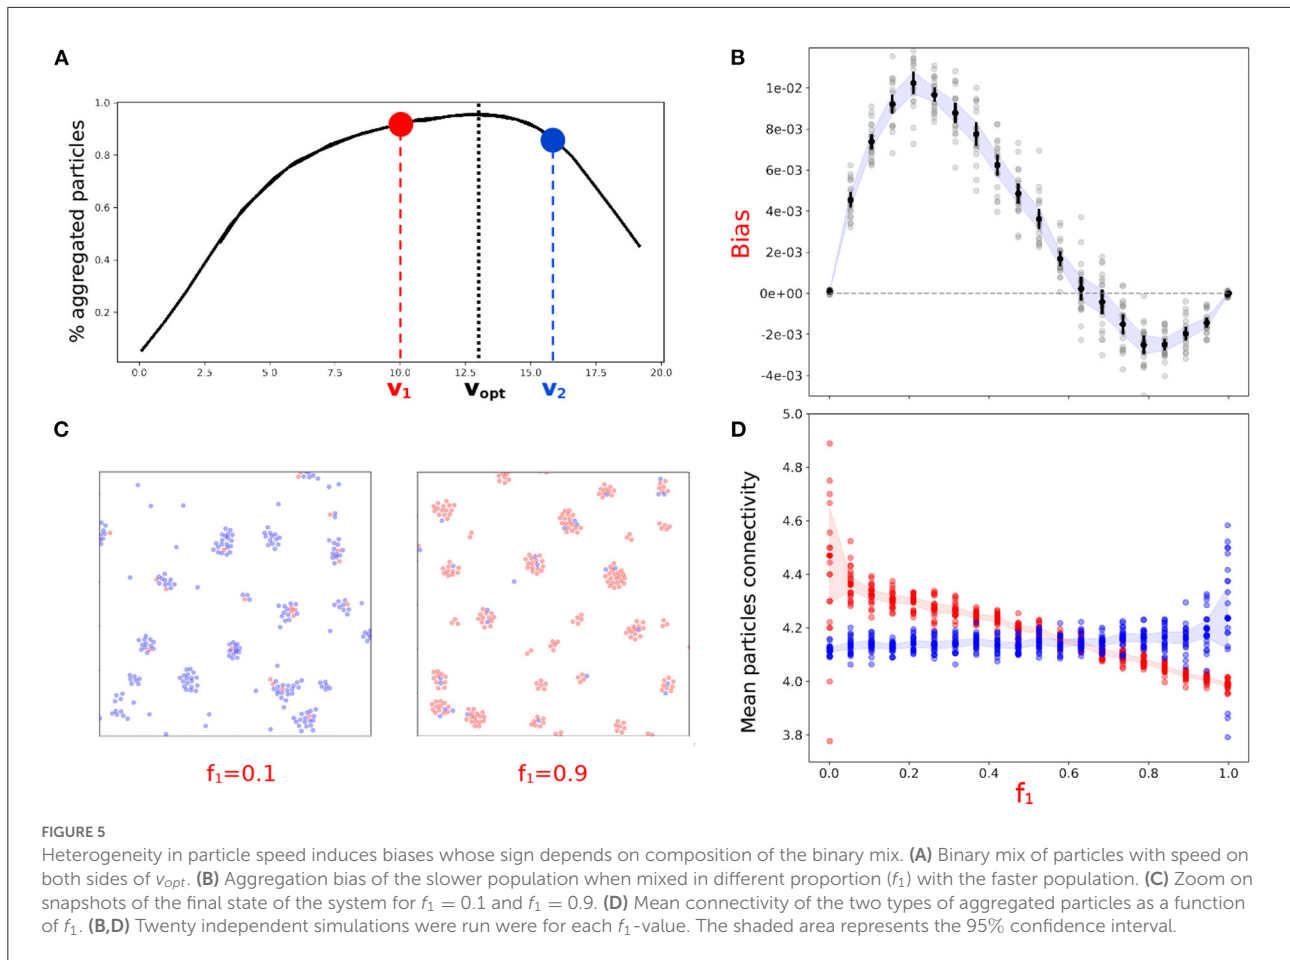 A
% aggregated particles
1.0
0.8
0.6
0.4
0.2
0.0
2.5
5.0
7.5
10.0
12.5
15.0
17.5
20.0
v1
vopt
v2
B
Bias
1e-02
8e-03
6e-03
4e-03
2e-03
0e+00
-2e-03
-4e-03
C
f1=0.1
f1=0.9
D
Mean particles connectivity
5.0
4.8
4.6
4.4
4.2
4.0
3.8
0.0
0.2
0.4
0.6
0.8
1.0
f1
FIGURE 5
Heterogeneity in particle speed induces biases whose sign depends on composition of the binary mix. (A) Binary mix of particles with speed on
both sides of vopt. (B) Aggregation bias of the slower population when mixed in different proportion (f1) with the faster population. (C) Zoom on
snapshots of the final state of the system for f1 = 0.1 and f1 = 0.9. (D) Mean connectivity of the two types of aggregated particles as a function
of f1. (B,D) Twenty independent simulations were run were for each f1-value. The shaded area represents the 95% confidence interval.